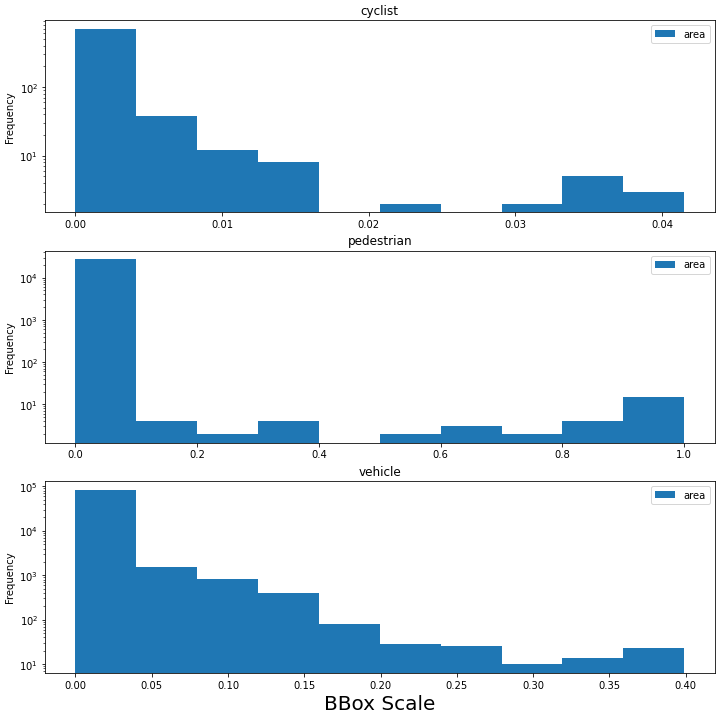 cyclist
area
Frequency
10²
10¹
0.00 0.01 0.02 0.03 0.04
pedestrian
area
Frequency
10⁴
10³
10²
10¹
0.0 0.2 0.4 0.6 0.8 1.0
vehicle
area
Frequency
10⁵
10⁴
10³
10²
10¹
0.00 0.05 0.10 0.15 0.20 0.25 0.30 0.35 0.40
BBox Scale